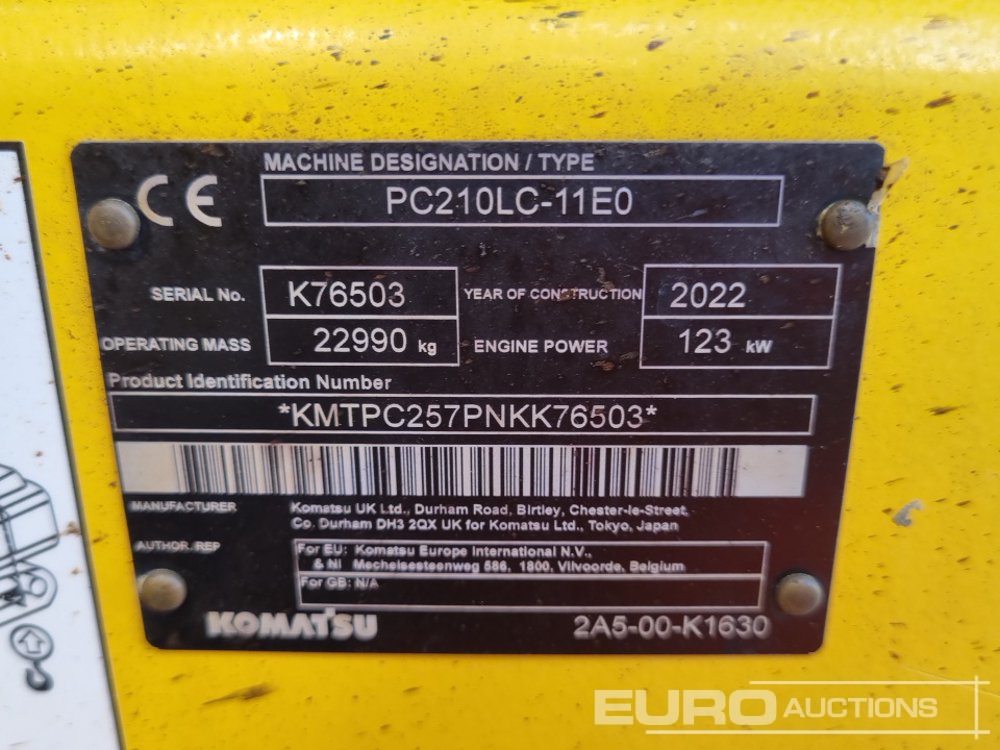 CE
MACHINE DESIGNATION / TYPE
PC210LC-11E0
SERIAL No. K76503 YEAR OF CONSTRUCTION 2022
OPERATING MASS 22990 kg ENGINE POWER 123 kW
Product Identification Number
*KMTPC257PNKK76503*
MANUFACTURER Komatsu UK Ltd., Durham Road, Birtley, Chester-le-Street,
Co. Durham DH3 2QX UK for Komatsu Ltd., Tokyo, Japan
AUTHOR. REP For EU: Komatsu Europe International N.V.,
& NI Mechelsesteenweg 586, 1800, Vilvoorde, Belgium
For GB: N/A
KOMATSU 2A5-00-K1630
EURO AUCTIONS